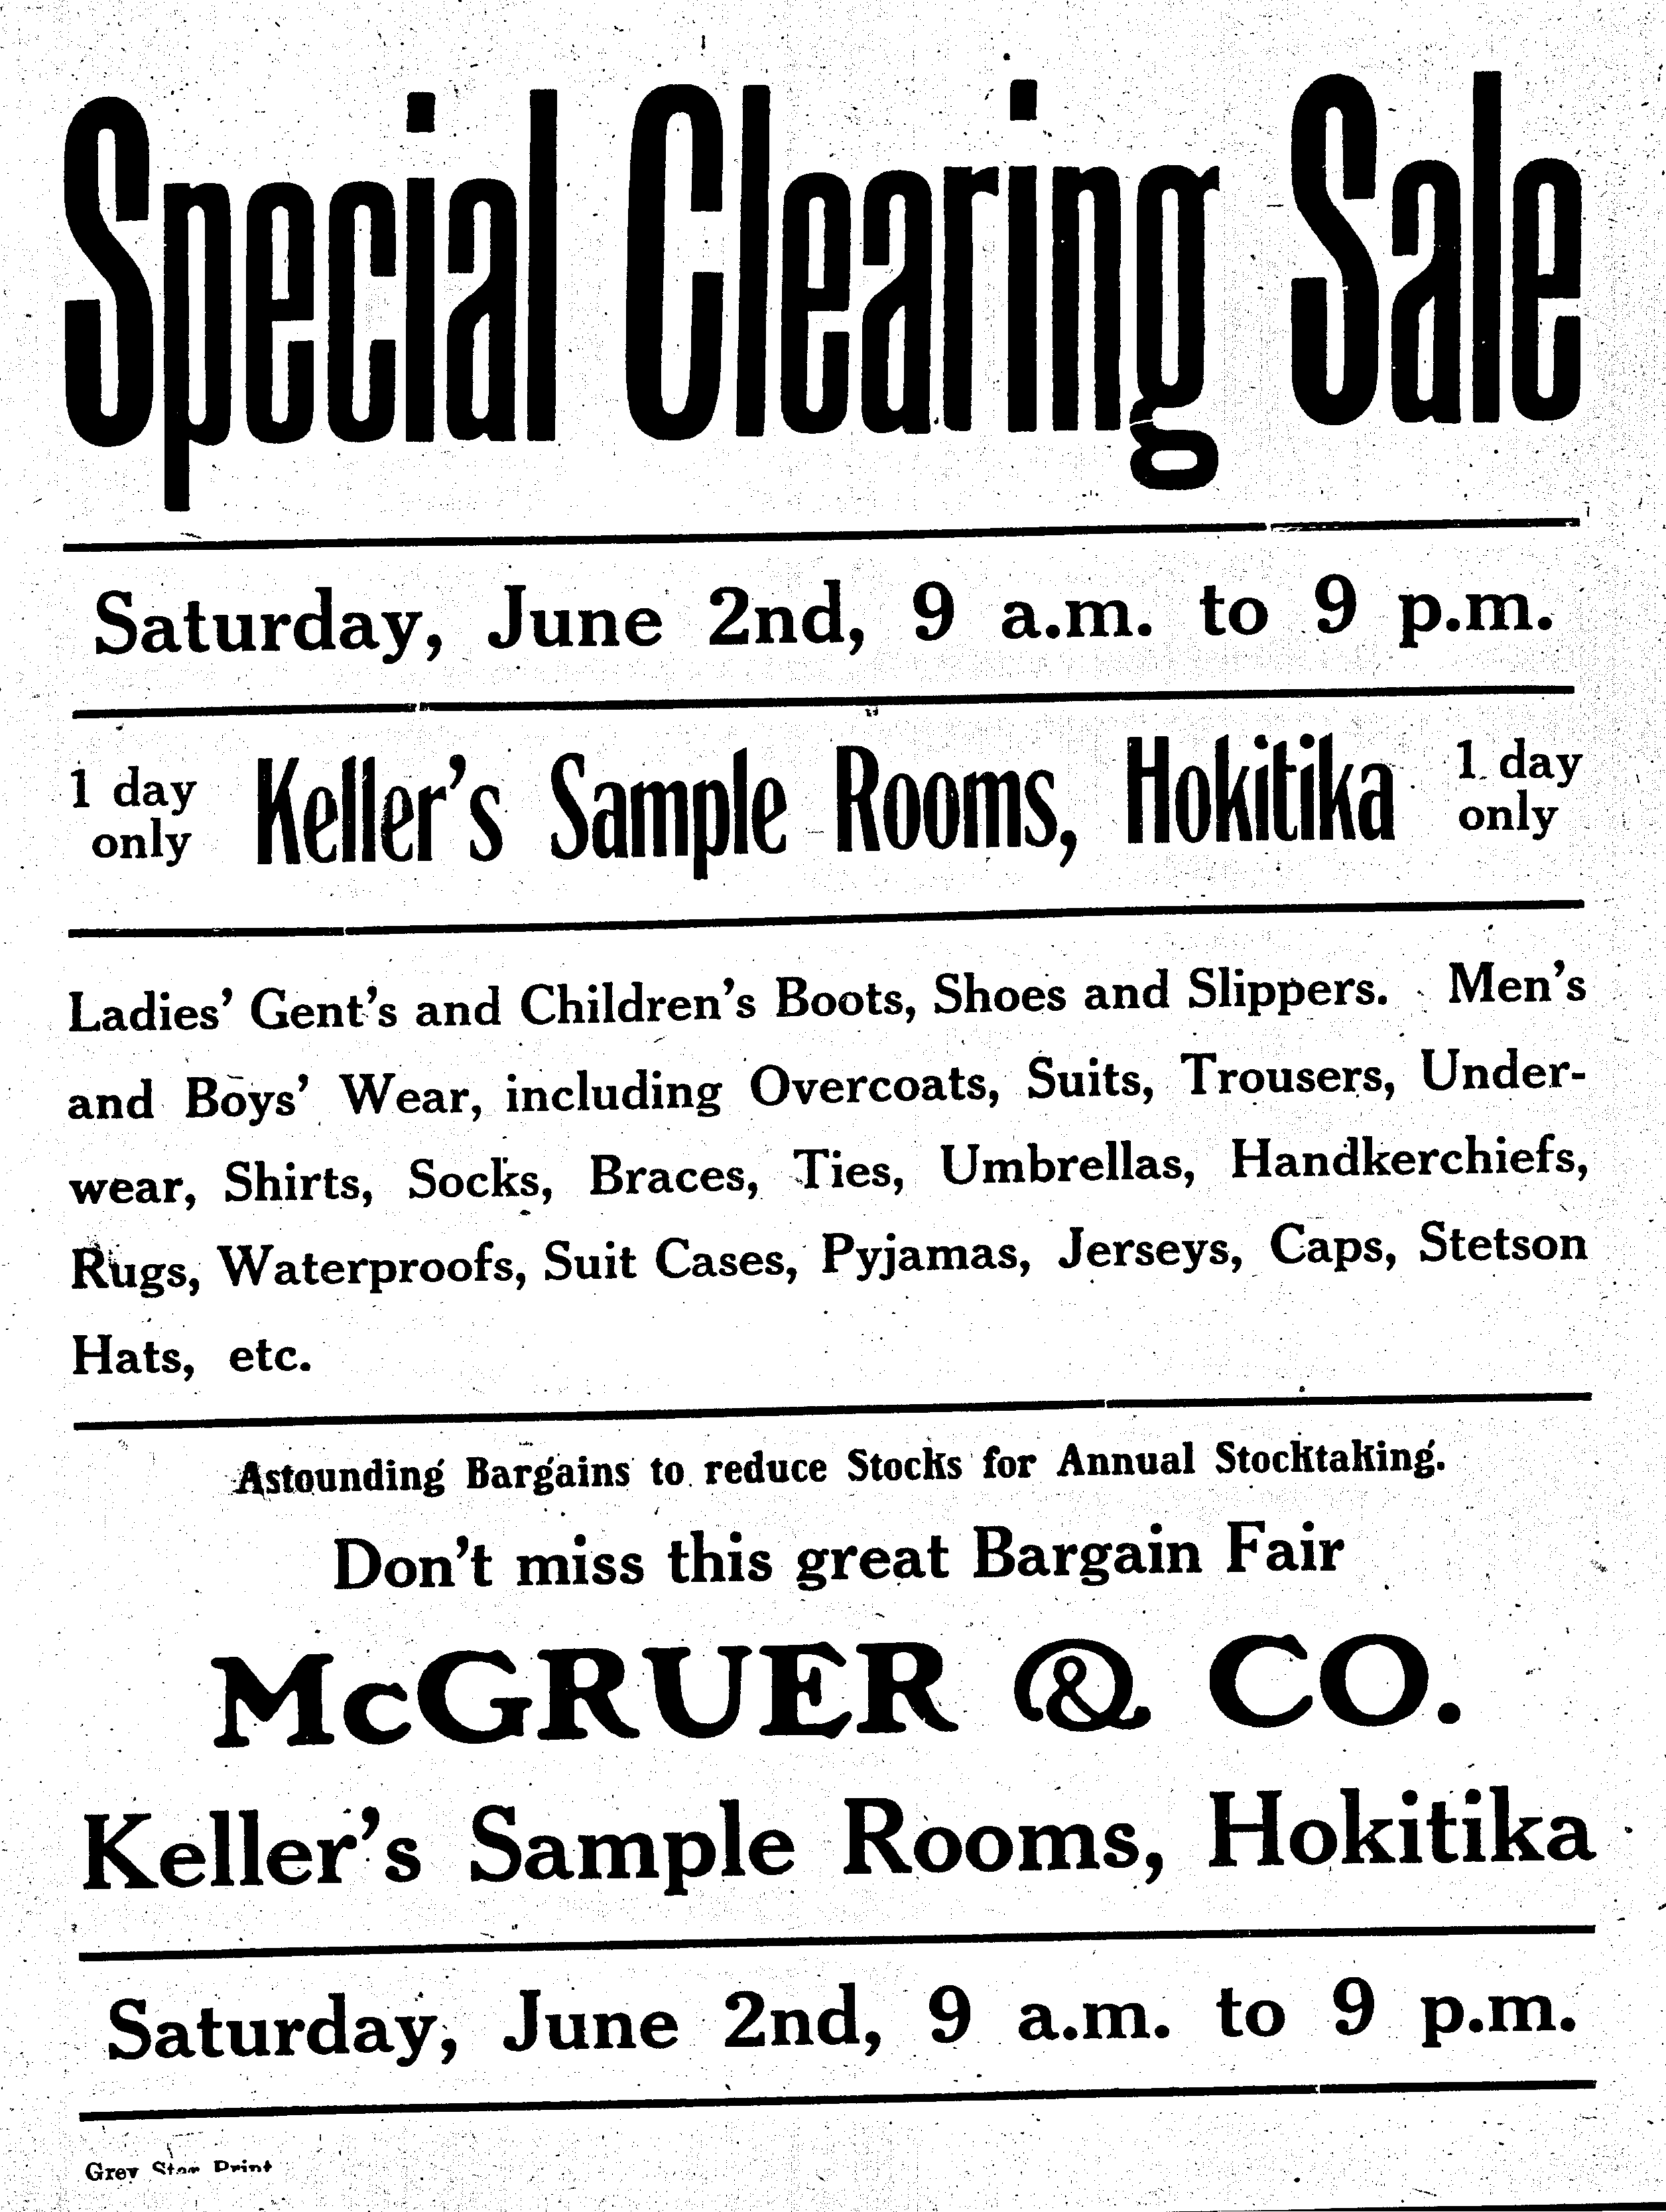 Special Clearing Sale
Saturday, June 2nd, 9 a.m. to 9 p.m.
1 day only Keller's Sample Rooms, Hokitika 1 day only
Ladies' Gent's and Children's Boots, Shoes and Slippers. Men's
and Boys' Wear, including Overcoats, Suits, Trousers, Under-
wear, Shirts, Socks, Braces, Ties, Umbrellas, Handkerchiefs,
Rugs, Waterproofs, Suit Cases, Pyjamas, Jerseys, Caps, Stetson
Hats, etc.
Astounding Bargains to reduce Stocks for Annual Stocktaking.
Don't miss this great Bargain Fair
McGRUER & CO.
Keller's Sample Rooms, Hokitika
Saturday, June 2nd, 9 a.m. to 9 p.m.
Grey Star Print